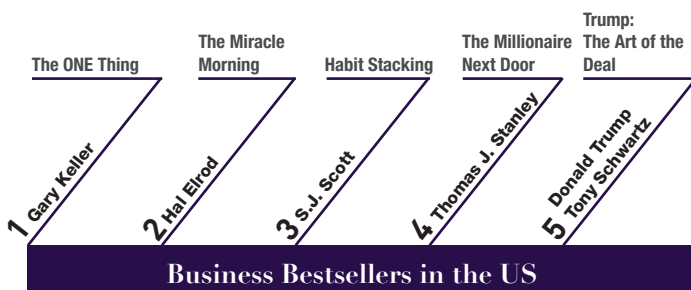 The ONE Thing
1 Gary Keller
The Miracle
Morning
2 Hal Elrod
Habit Stacking
3 S.J. Scott
The Millionaire
Next Door
4 Thomas J. Stanley
Trump:
The Art of the
Deal
5 Donald Trump
Tony Schwartz
Business Bestsellers in the US